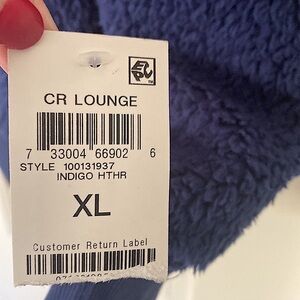 CR LOUNGE
7 33004 66902 6
STYLE 100131937
INDIGO HTHR
XL
Customer Return Label